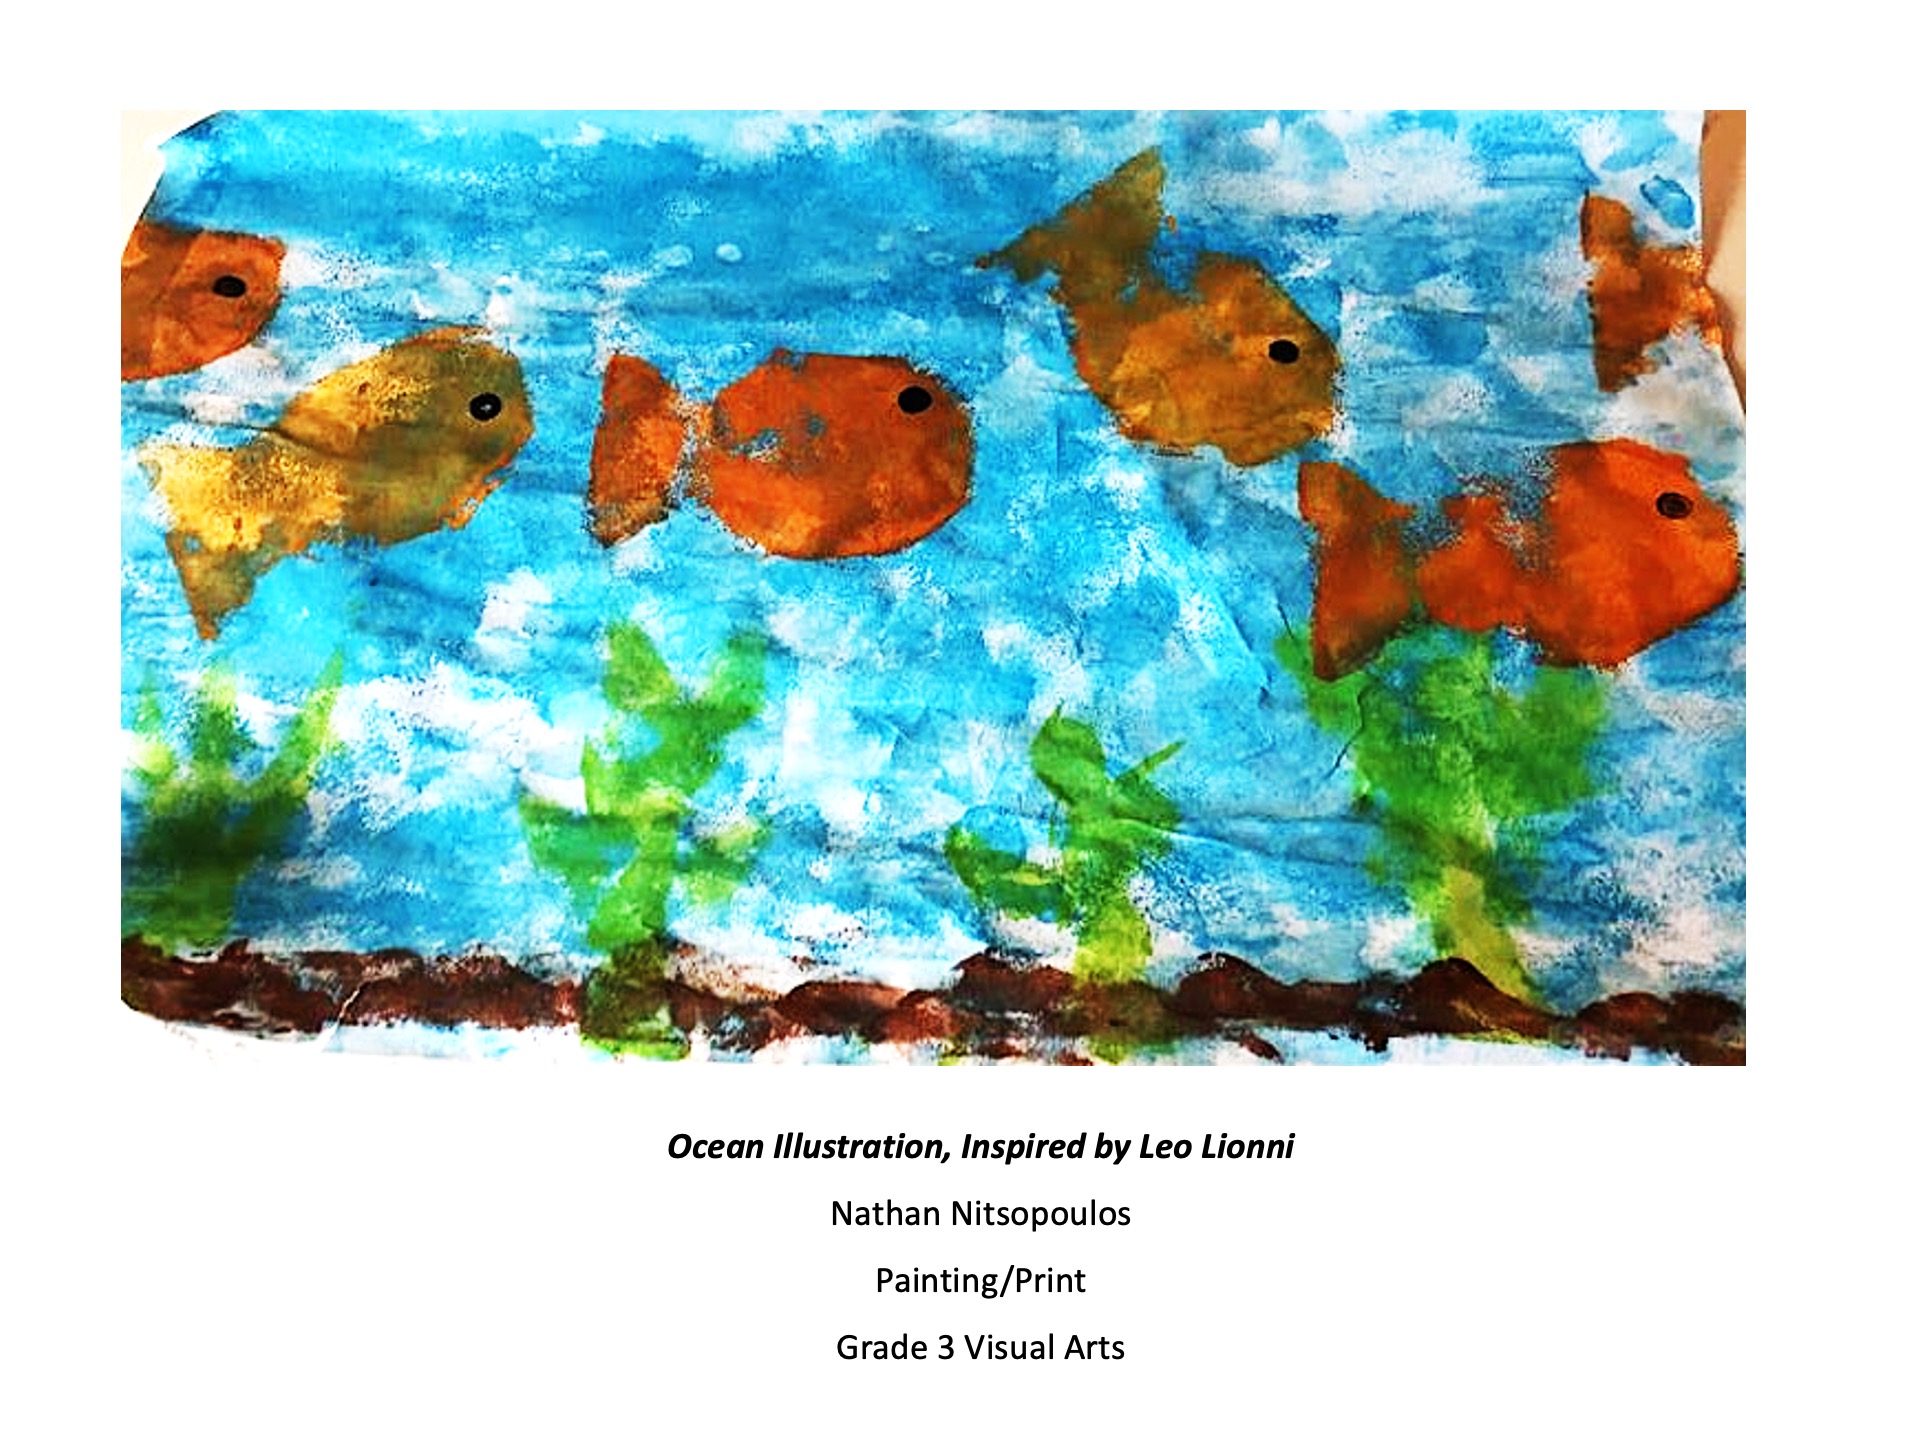 Ocean Illustration, Inspired by Leo Lionni
Nathan Nitsopoulos
Painting/Print
Grade 3 Visual Arts